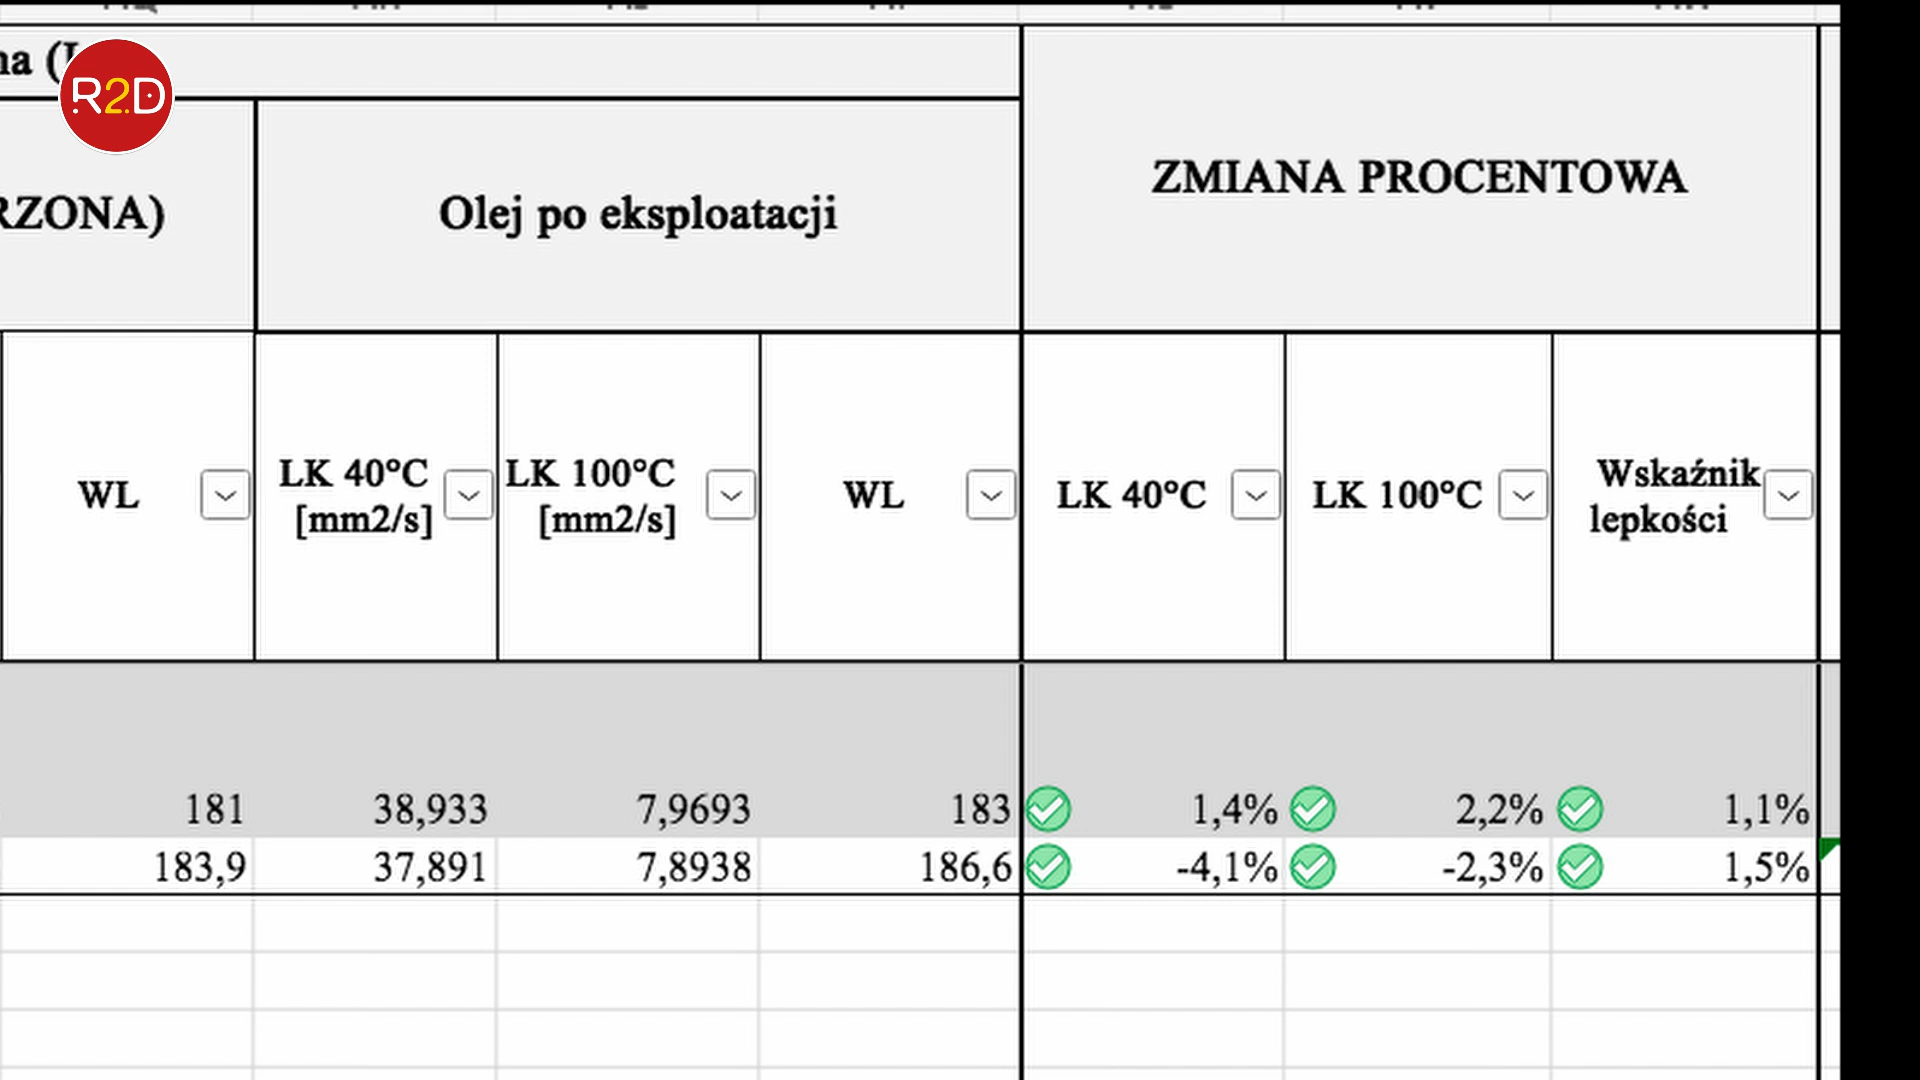 na (
R2D
RZONA)
Olej po eksploatacji
ZMIANA PROCENTOWA
WL
LK 40°C
[mm2/s]
LK 100°C
[mm2/s]
WL
LK 40°C
LK 100°C
Wskaźnik
lepkości
181 38,933 7,9693 183 1,4% 2,2% 1,1%
183,9 37,891 7,8938 186,6 -4,1% -2,3% 1,5%